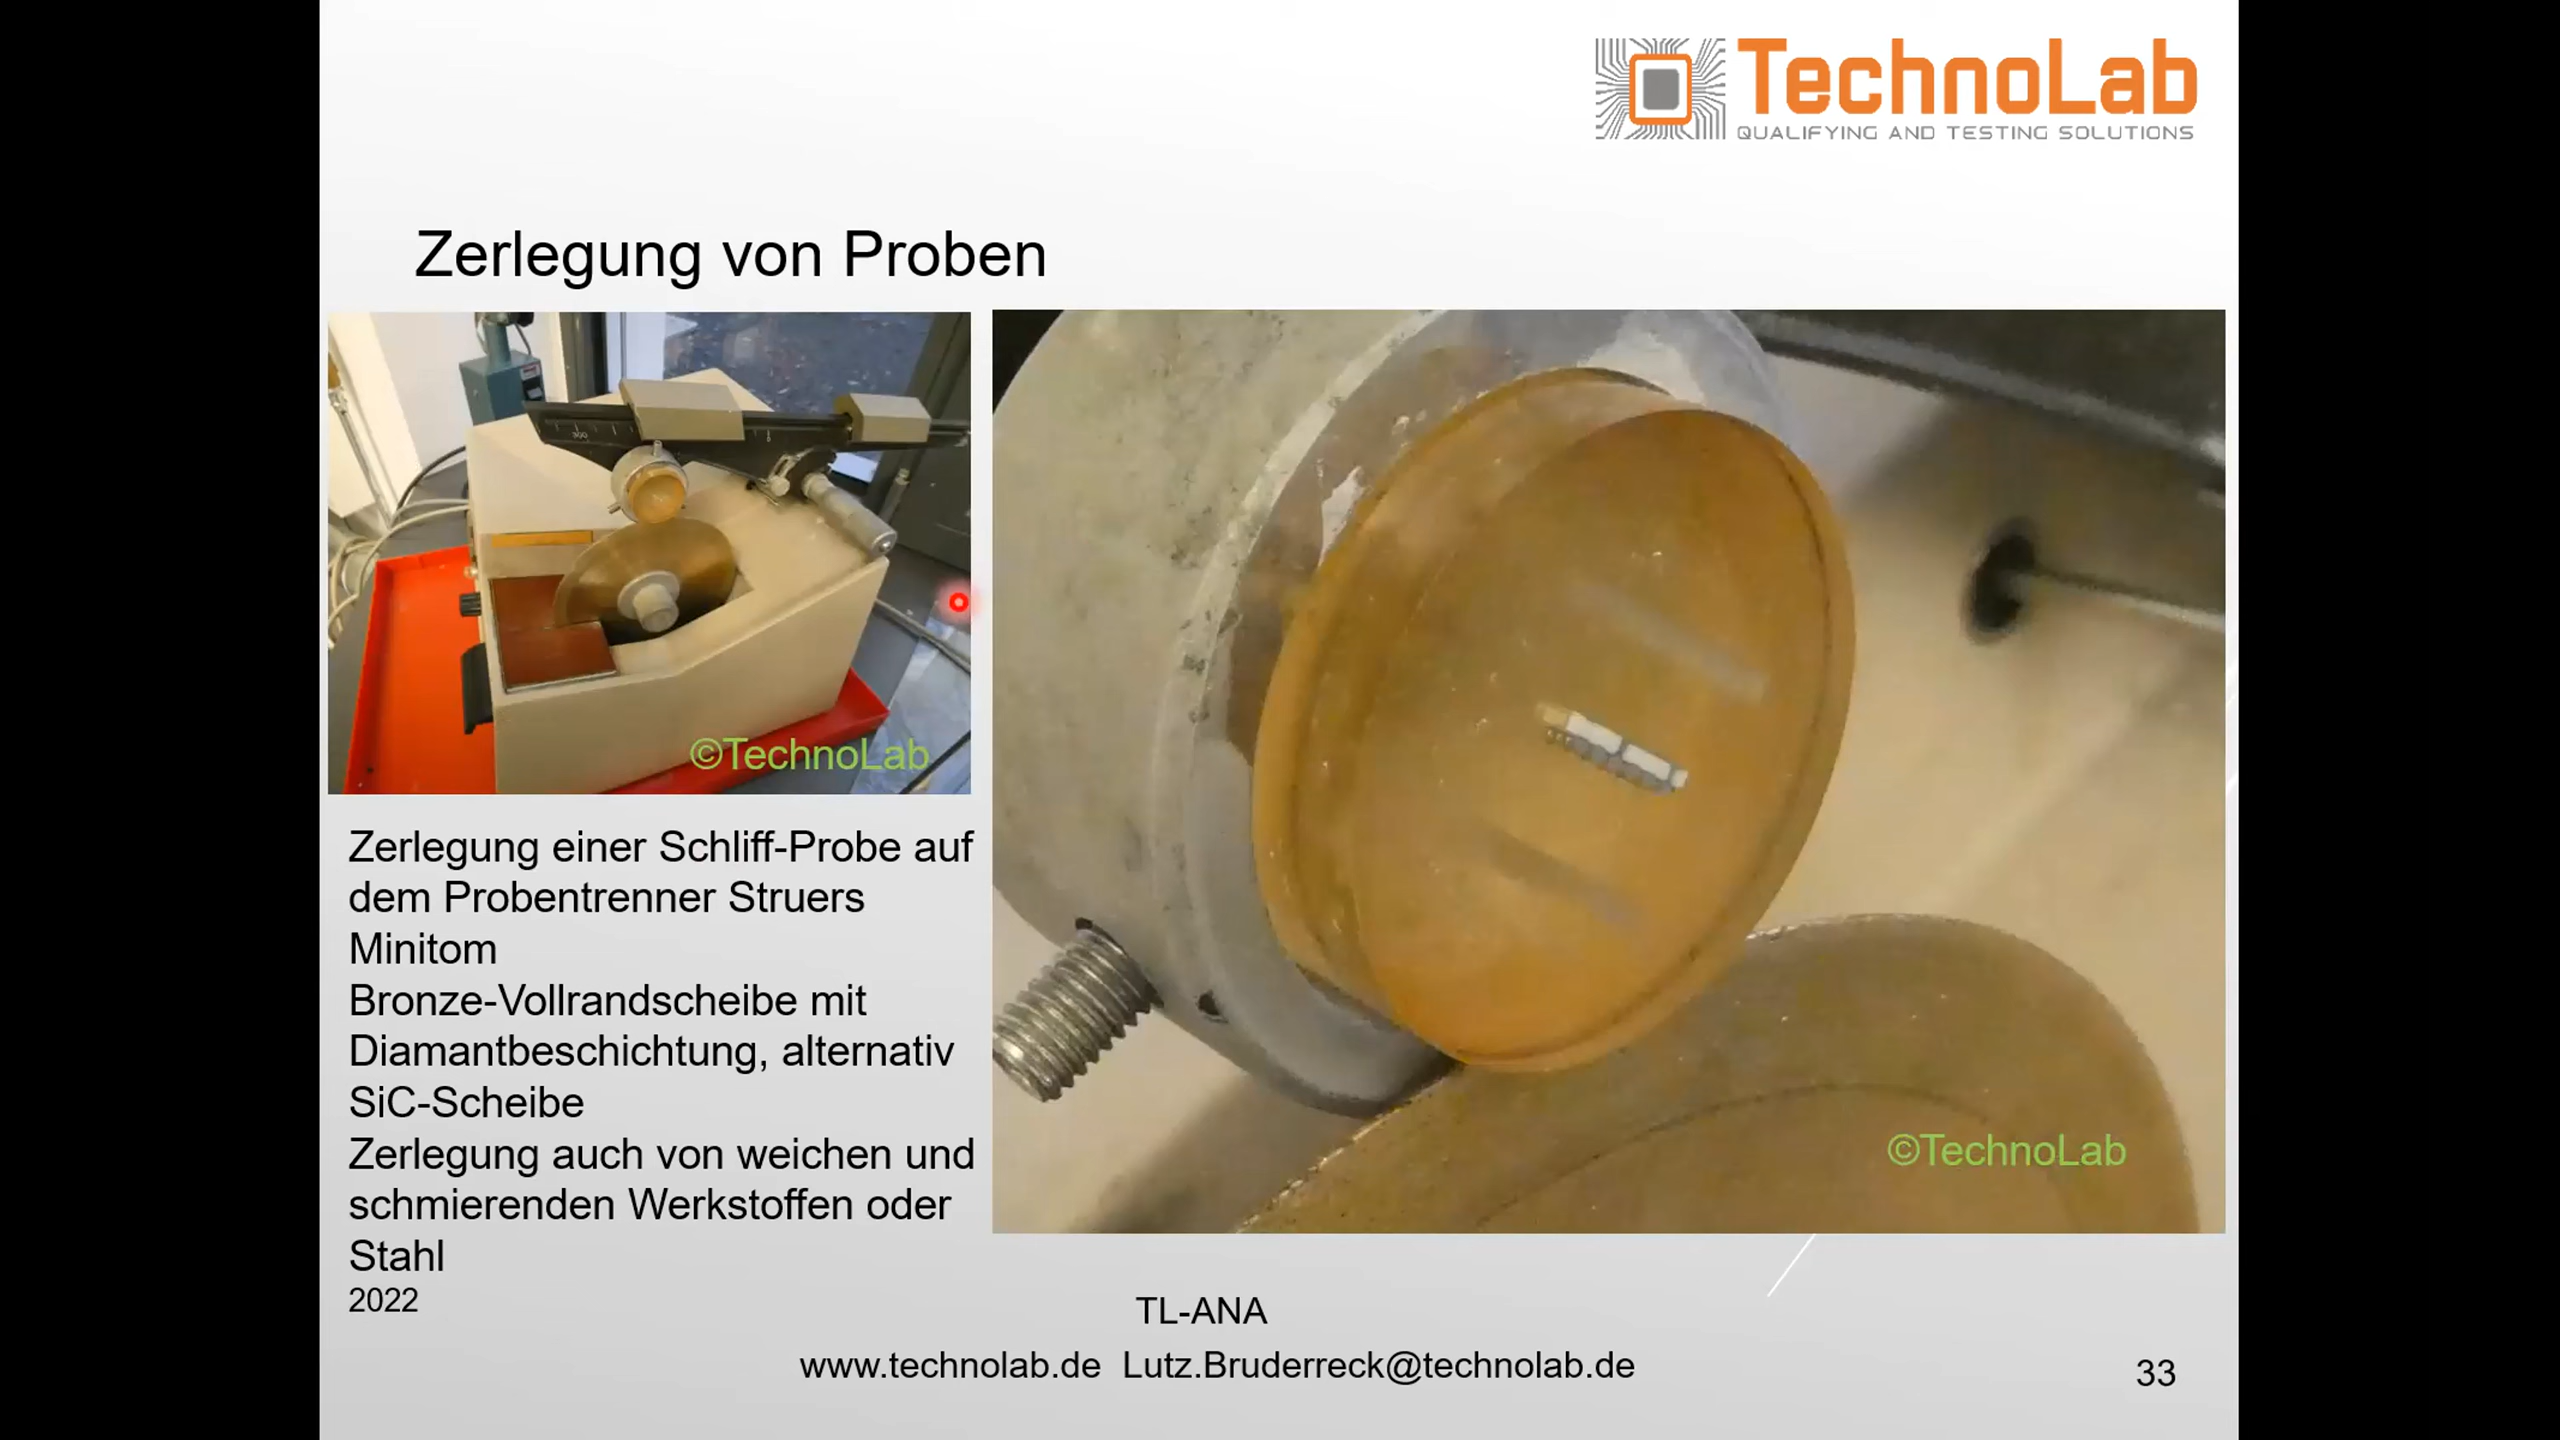 TechnoLab
QUALIFYING AND TESTING SOLUTIONS
Zerlegung von Proben
300
©TechnoLab
Zerlegung einer Schliff-Probe auf
dem Probentrenner Struers
Minitom
Bronze-Vollrandscheibe mit
Diamantbeschichtung, alternativ
SiC-Scheibe
Zerlegung auch von weichen und
schmierenden Werkstoffen oder
Stahl
©TechnoLab
2022
TL-ANA
www.technolab.de Lutz.Bruderreck@technolab.de
33